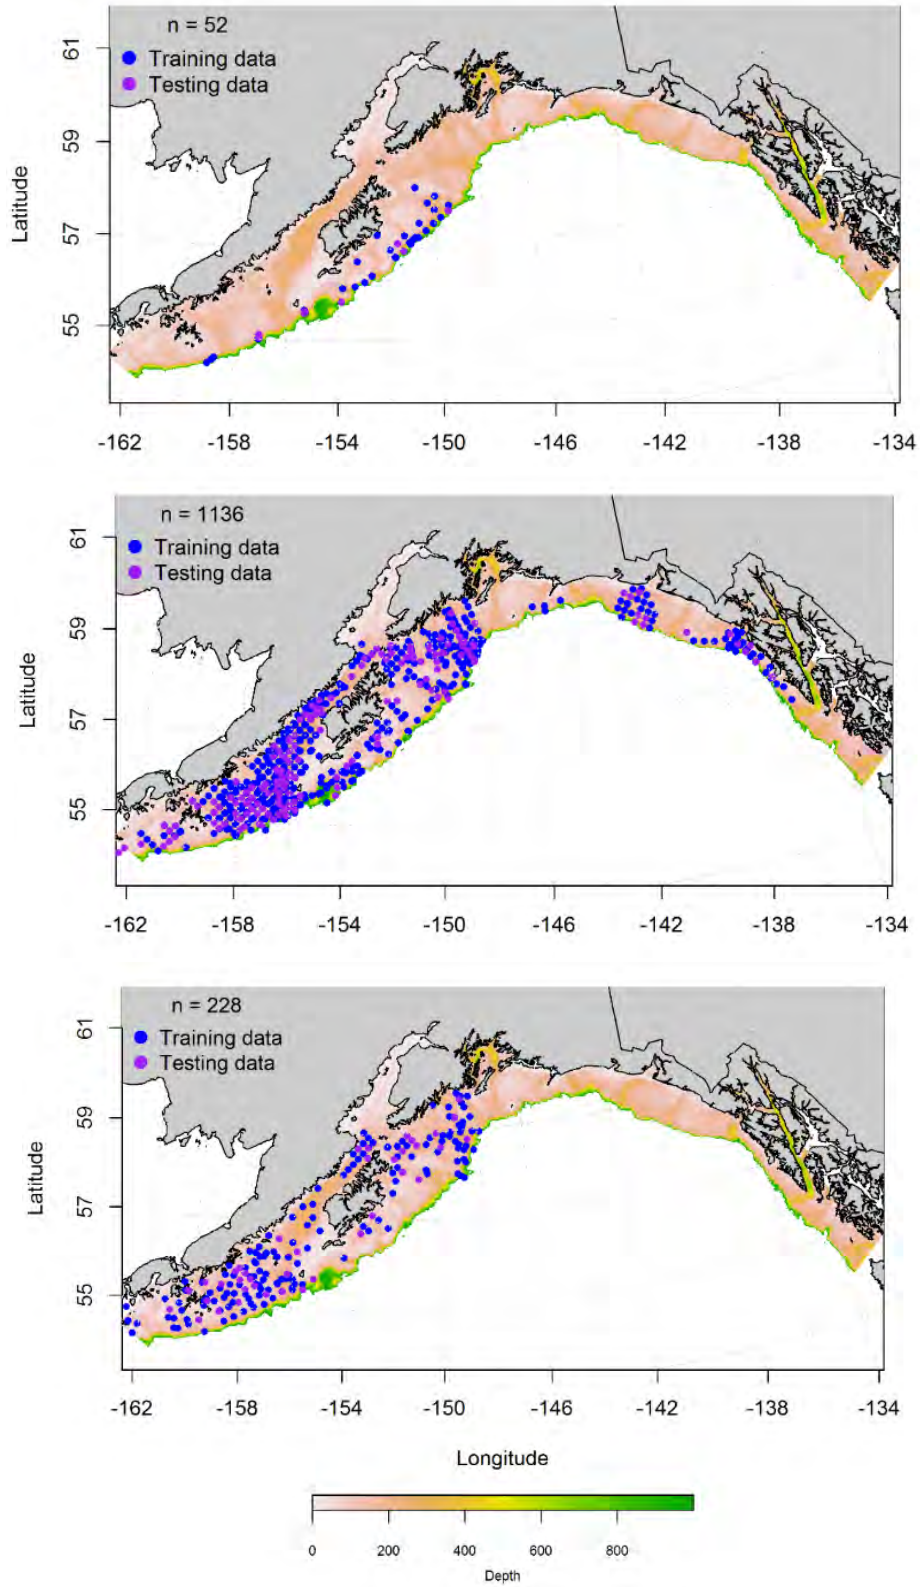 n = 52
Training data
Testing data
61
59
57
55
Latitude
-162 -158 -154 -150 -146 -142 -138 -134
n = 1136
Training data
Testing data
61
59
57
55
Latitude
-162 -158 -154 -150 -146 -142 -138 -134
n = 228
Training data
Testing data
61
59
57
55
Latitude
-162 -158 -154 -150 -146 -142 -138 -134
Longitude
0 200 400 600 800
Depth